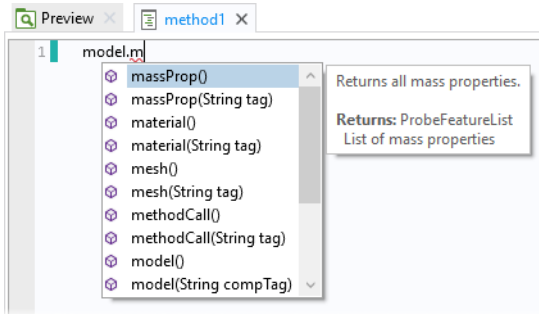 Preview
method1
1 model.m
massProp()
massProp(String tag)
material()
material(String tag)
mesh()
mesh(String tag)
methodCall()
methodCall(String tag)
model()
model(String compTag)
Returns all mass properties.
Returns: ProbeFeatureList
List of mass properties